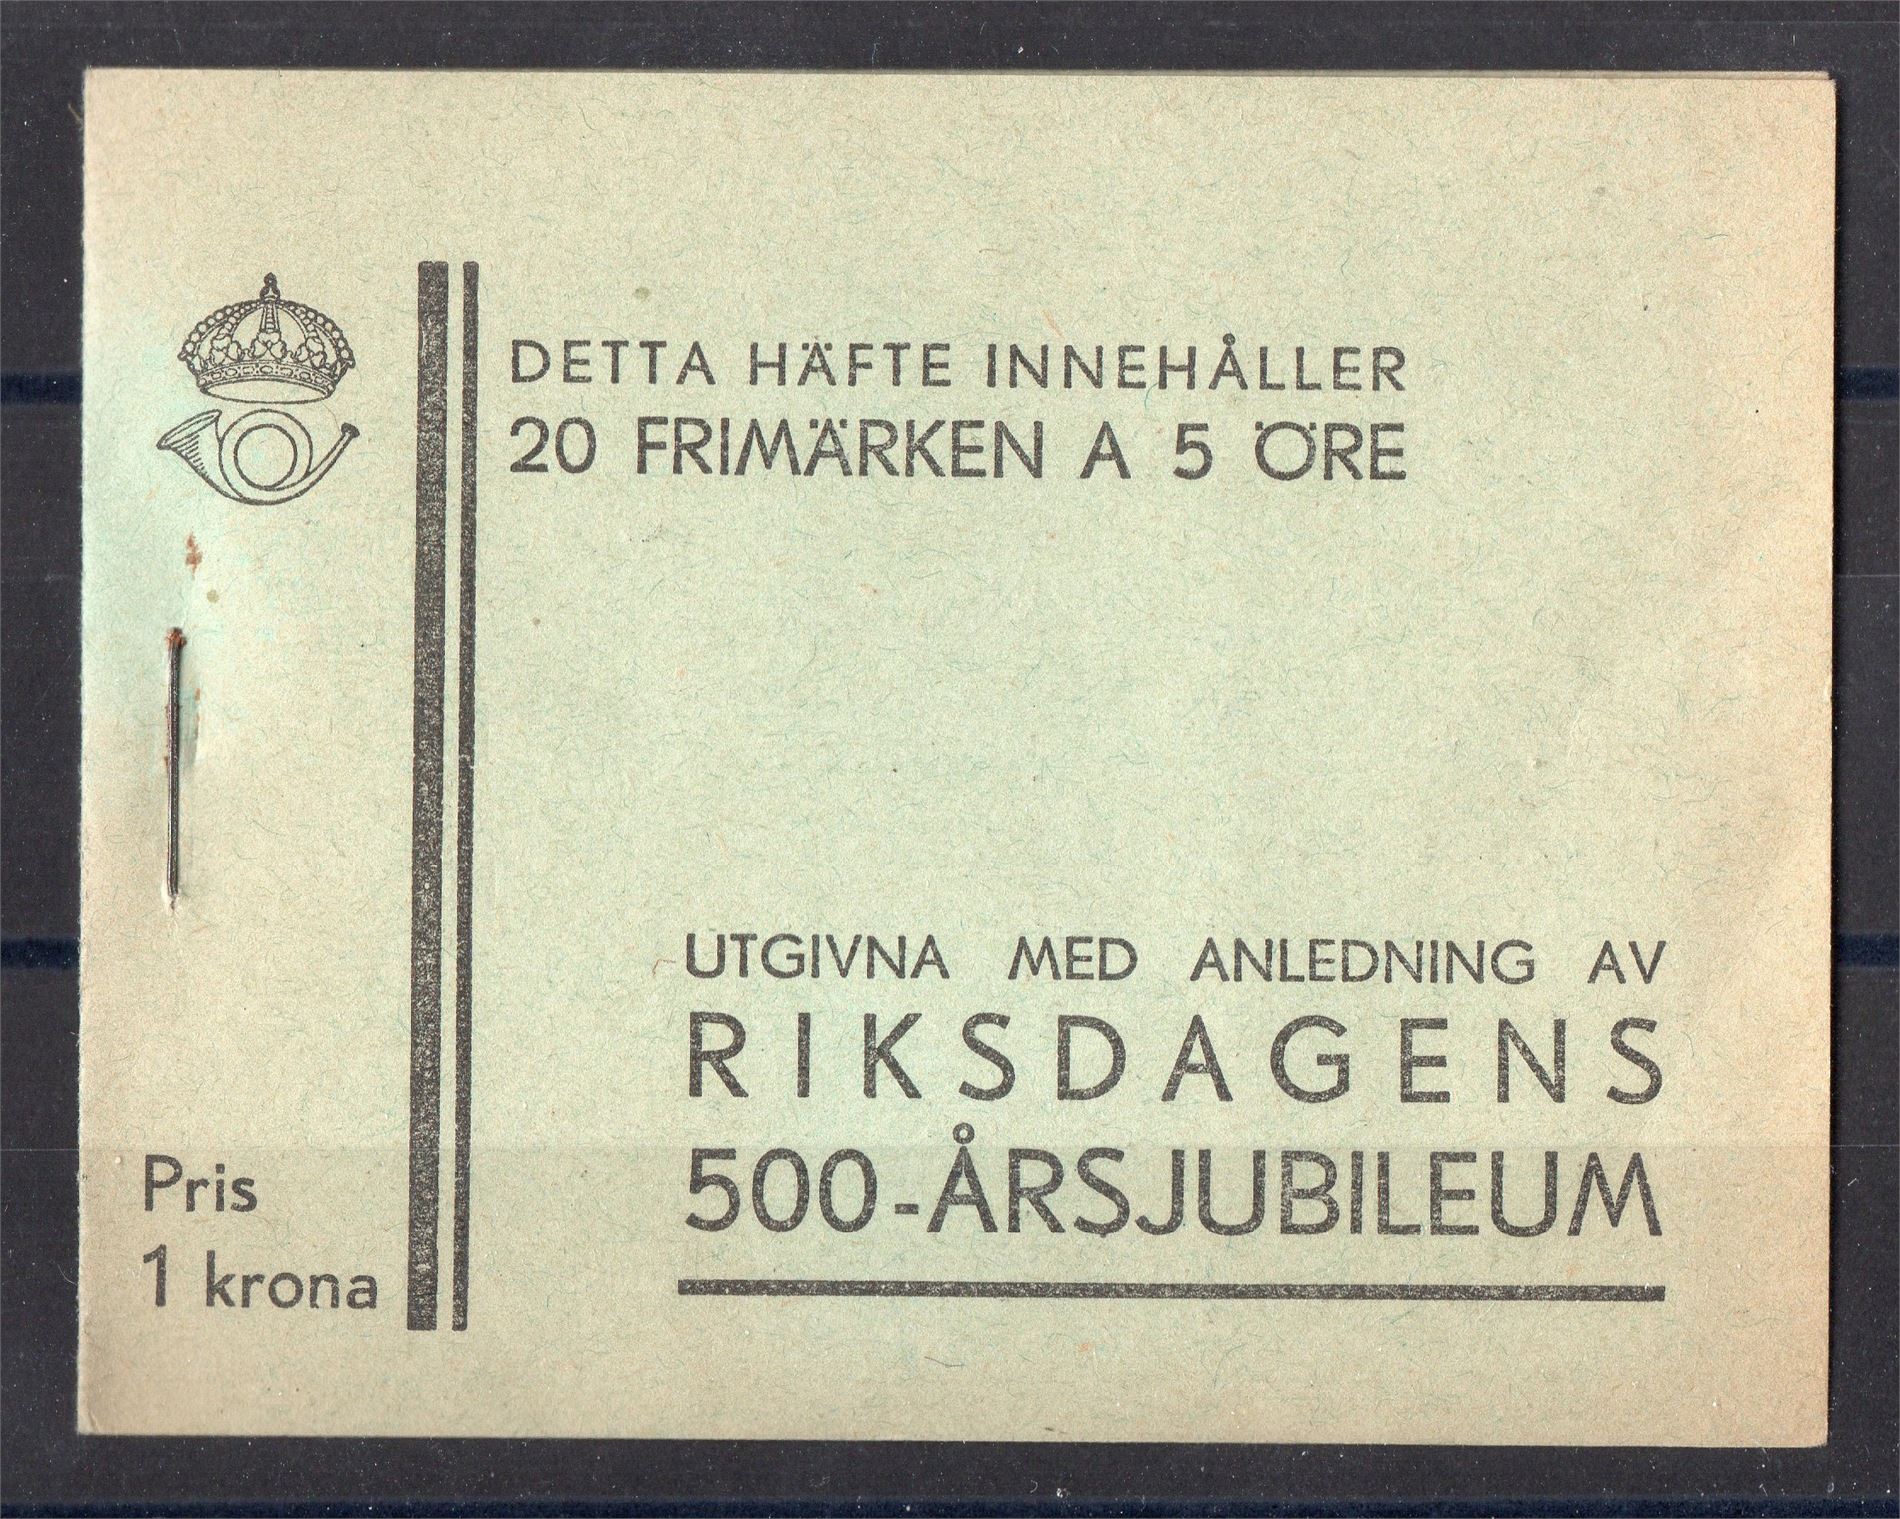 DETTA HÄFTE INNEHÅLLER
20 FRIMÄRKEN A 5 ÖRE
UTGIVNA MED ANLEDNING AV
RIKSDAGENS
500-ÅRSJUBILEUM
Pris
1 krona